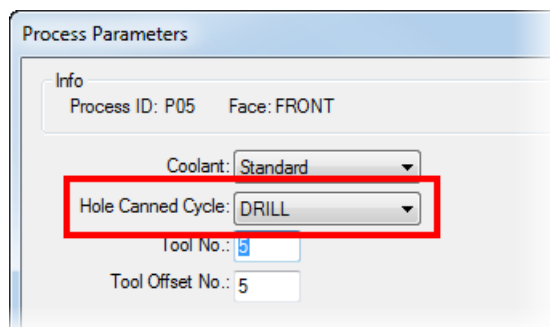 Process Parameters
Info
Process ID: P05 Face: FRONT
Coolant: Standard
Hole Canned Cycle: DRILL
Tool No.: 5
Tool Offset No.: 5